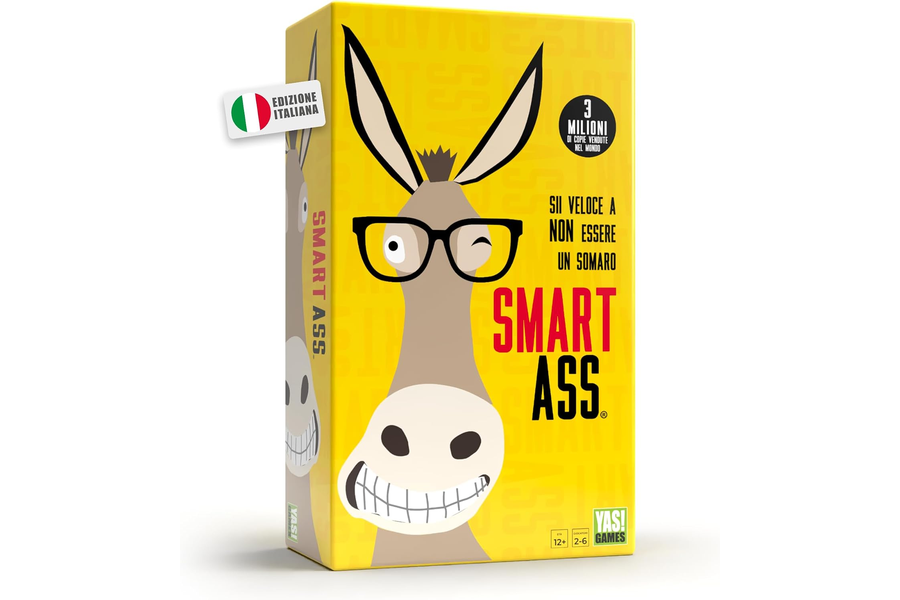 EDIZIONE
ITALIANA
3
MILIONI
DI COPIE VENDUTE
NEL MONDO
SII VELOCE A
NON ESSERE
UN SOMARO
SMART
ASS®
SMART ASS
12+
2-6
YAS!
GAMES
YAS!